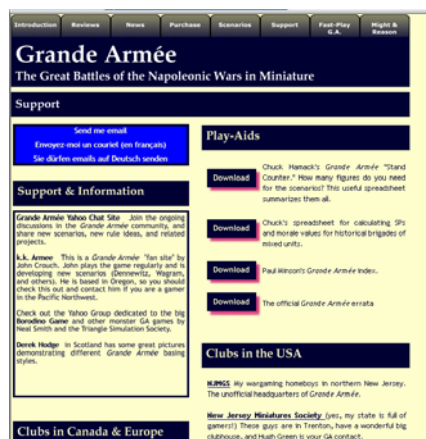 Introduction
Reviews
News
Purchase
Scenarios
Support
Fast-Play
G.A.
Might &
Reason
Grande Armée
The Great Battles of the Napoleonic Wars in Miniature
Support
Send me email
Envoyez-moi un couriel (en français)
Sie dürfen emails auf Deutsch senden
Support & Information
Grande Armée Yahoo Chat Site Join the ongoing
discussions in the Grande Armée community, and
share new scenarios, new rule ideas, and related
projects.
k.k. Armee This is a Grande Armée "fan site" by
John Crouch. John plays the game regularly and is
developing new scenarios (Dennewitz, Wagram,
and others). He is based in Oregon, so you should
check this out and contact him if you are a gamer
in the Pacific Northwest.
Check out the Yahoo Group dedicated to the big
Borodino Game and other monster GA games by
Neal Smith and the Triangle Simulation Society.
Derek Hodge in Scotland has some great pictures
demonstrating different Grande Armée basing
styles.
Clubs in Canada & Europe
Play-Aids
Download
Chuck Hamack's Grande Armée "Stand
Counter." How many figures do you need
for the scenarios? This useful spreadsheet
summarizes them all.
Download
Chuck's spreadsheet for calculating SPs
and morale values for historical brigades of
mixed units.
Download
Paul Winson's Grande Armée index.
Download
The official Grande Armée errata
Clubs in the USA
NJMGS My wargaming homeboys in northern New Jersey.
The unofficial headquarters of Grande Armée.
New Jersey Miniatures Society (yes, my state is full of
gamers!) These guys are in Trenton, have a wonderful big
clubhouse, and Hugh Green is your GA contact.